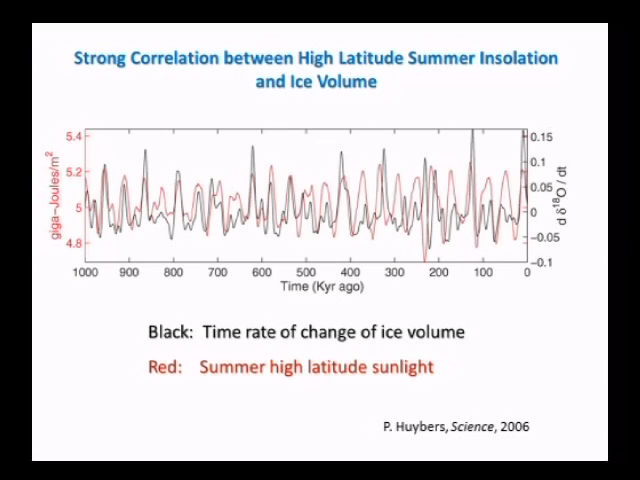 Strong Correlation between High Latitude Summer Insolation
and Ice Volume
5.4
5.2
5
4.8
giga-Joules/m²
0.15
0.1
0.05
0
−0.05
−0.1
d δ¹⁸O / dt
1000 900 800 700 600 500 400 300 200 100 0
Time (Kyr ago)
Black: Time rate of change of ice volume
Red: Summer high latitude sunlight
P. Huybers, Science, 2006